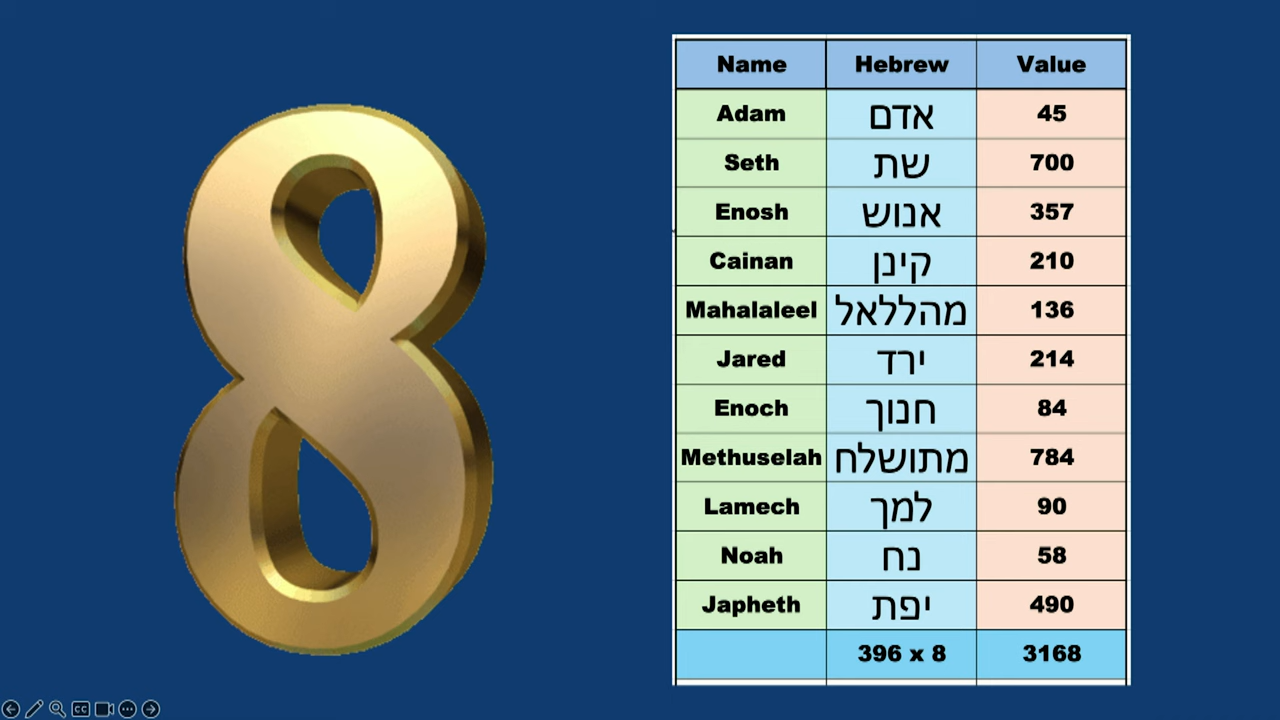 8
Name Hebrew Value
Adam אדם 45
Seth שת 700
Enosh אנוש 357
Cainan קינן 210
Mahalaleel מהללאל 136
Jared ירד 214
Enoch חנוך 84
Methuselah מתושלח 784
Lamech למך 90
Noah נח 58
Japheth יפת 490
396 x 8 3168
CC